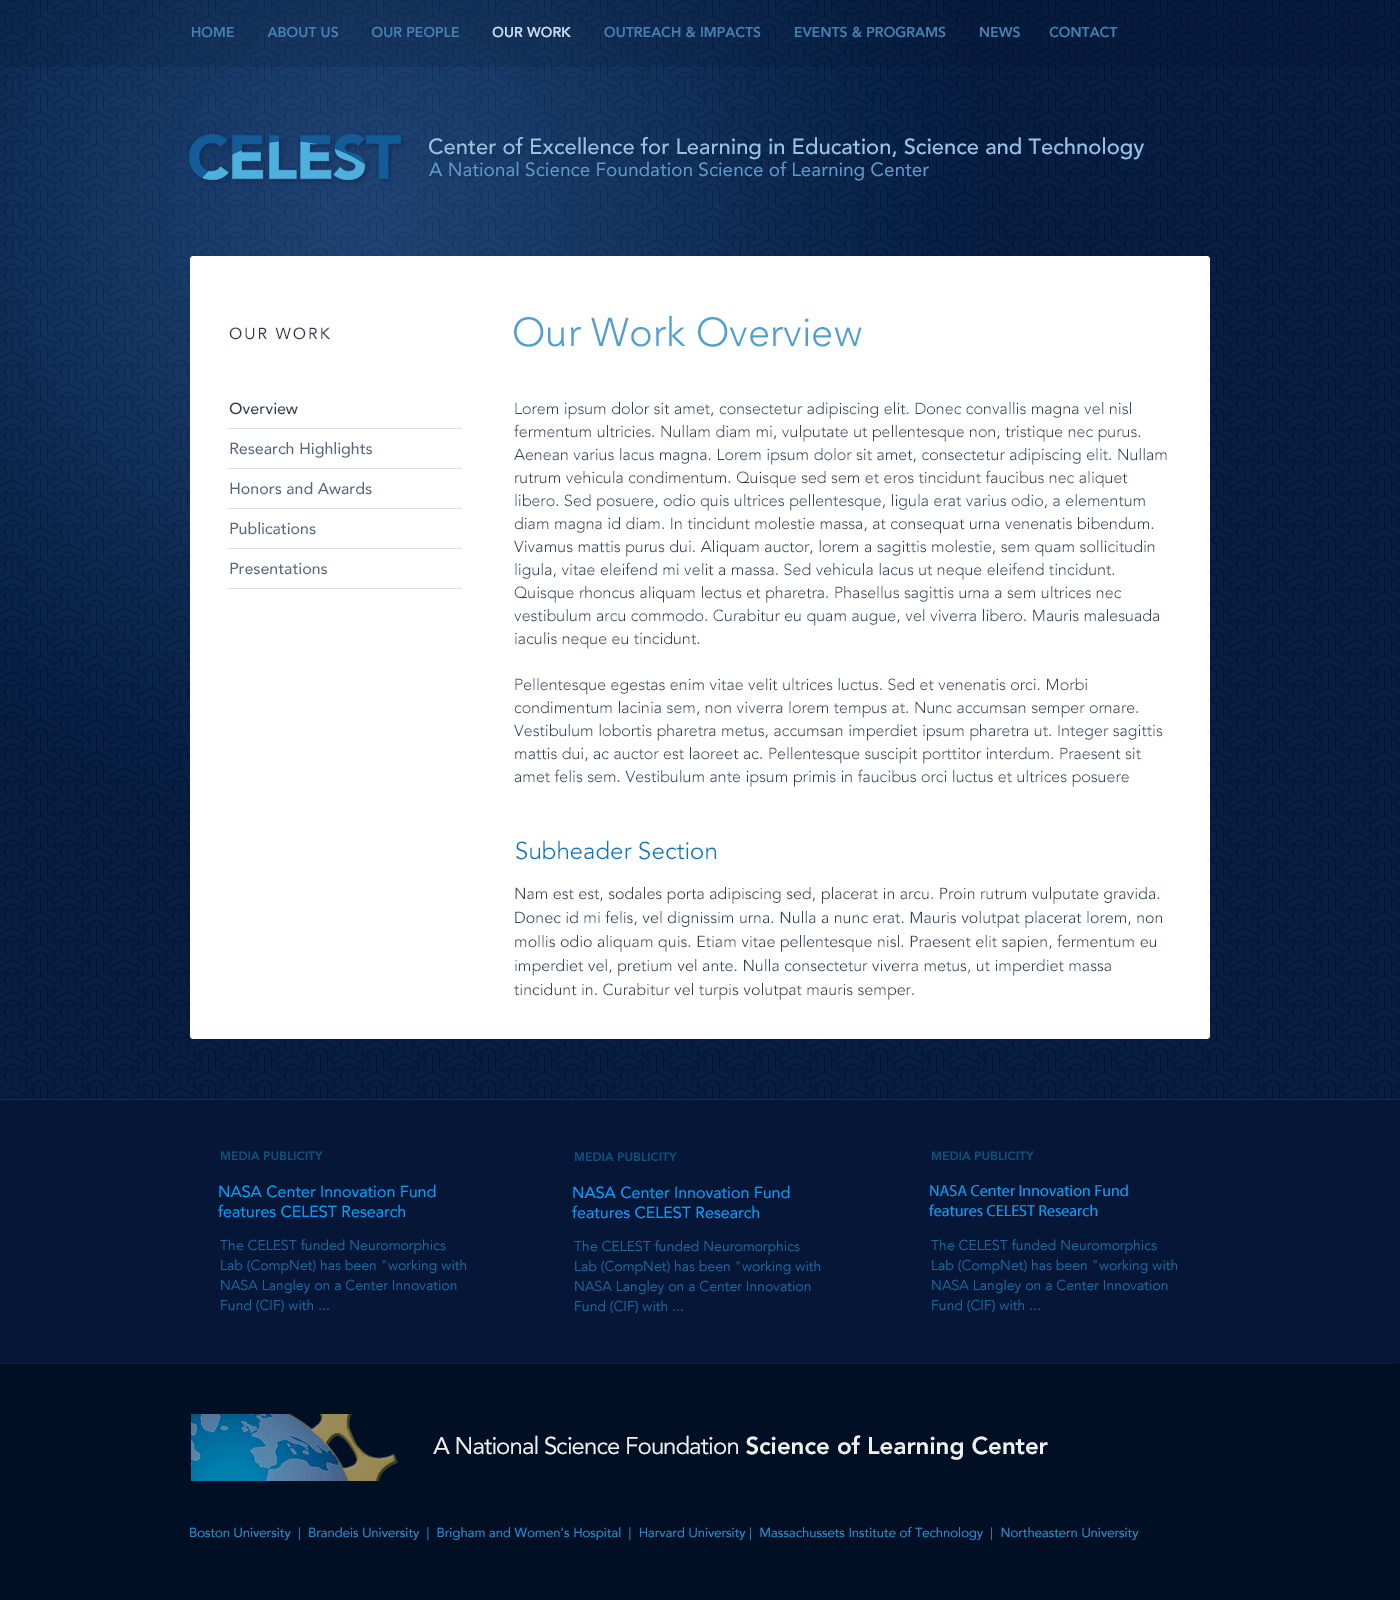 HOME ABOUT US OUR PEOPLE OUR WORK OUTREACH & IMPACTS EVENTS & PROGRAMS NEWS CONTACT
CELEST
Center of Excellence for Learning in Education, Science and Technology
A National Science Foundation Science of Learning Center
OUR WORK
Overview
Research Highlights
Honors and Awards
Publications
Presentations
Our Work Overview
Lorem ipsum dolor sit amet, consectetur adipiscing elit. Donec convallis magna vel nisl
fermentum ultricies. Nullam diam mi, vulputate ut pellentesque non, tristique nec purus.
Aenean varius lacus magna. Lorem ipsum dolor sit amet, consectetur adipiscing elit. Nullam
rutrum vehicula condimentum. Quisque sed sem et eros tincidunt faucibus nec aliquet
libero. Sed posuere, odio quis ultrices pellentesque, ligula erat varius odio, a elementum
diam magna id diam. In tincidunt molestie massa, at consequat urna venenatis bibendum.
Vivamus mattis purus dui. Aliquam auctor, lorem a sagittis molestie, sem quam sollicitudin
ligula, vitae eleifend mi velit a massa. Sed vehicula lacus ut neque eleifend tincidunt.
Quisque rhoncus aliquam lectus et pharetra. Phasellus sagittis urna a sem ultrices nec
vestibulum arcu commodo. Curabitur eu quam augue, vel viverra libero. Mauris malesuada
iaculis neque eu tincidunt.
Pellentesque egestas enim vitae velit ultrices luctus. Sed et venenatis orci. Morbi
condimentum lacinia sem, non viverra lorem tempus at. Nunc accumsan semper ornare.
Vestibulum lobortis pharetra metus, accumsan imperdiet ipsum pharetra ut. Integer sagittis
mattis dui, ac auctor est laoreet ac. Pellentesque suscipit porttitor interdum. Praesent sit
amet felis sem. Vestibulum ante ipsum primis in faucibus orci luctus et ultrices posuere
Subheader Section
Nam est est, sodales porta adipiscing sed, placerat in arcu. Proin rutrum vulputate gravida.
Donec id mi felis, vel dignissim urna. Nulla a nunc erat. Mauris volutpat placerat lorem, non
mollis odio aliquam quis. Etiam vitae pellentesque nisl. Praesent elit sapien, fermentum eu
imperdiet vel, pretium vel ante. Nulla consectetur viverra metus, ut imperdiet massa
tincidunt in. Curabitur vel turpis volutpat mauris semper.
MEDIA PUBLICITY
NASA Center Innovation Fund
features CELEST Research
The CELEST funded Neuromorphics
Lab (CompNet) has been "working with
NASA Langley on a Center Innovation
Fund (CIF) with ...
MEDIA PUBLICITY
NASA Center Innovation Fund
features CELEST Research
The CELEST funded Neuromorphics
Lab (CompNet) has been "working with
NASA Langley on a Center Innovation
Fund (CIF) with ...
MEDIA PUBLICITY
NASA Center Innovation Fund
features CELEST Research
The CELEST funded Neuromorphics
Lab (CompNet) has been "working with
NASA Langley on a Center Innovation
Fund (CIF) with ...
A National Science Foundation Science of Learning Center
Boston University | Brandeis University | Brigham and Women's Hospital | Harvard University | Massachussets Institute of Technology | Northeastern University